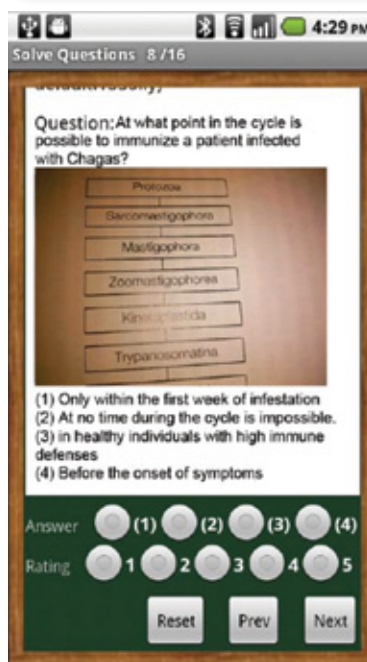 4:29 PM
Solve Questions 8/16
Question:At what point in the cycle is
possible to immunize a patient infected
with Chagas?
Protozoa
Sarcomastigophora
Mastigophora
Zoomastigophorea
Kinetoplastida
Trypanosomatina
(1) Only within the first week of infestation
(2) At no time during the cycle is impossible.
(3) in healthy individuals with high immune
defenses
(4) Before the onset of symptoms
Answer (1) (2) (3) (4)
Rating 1 2 3 4 5
Reset Prev Next